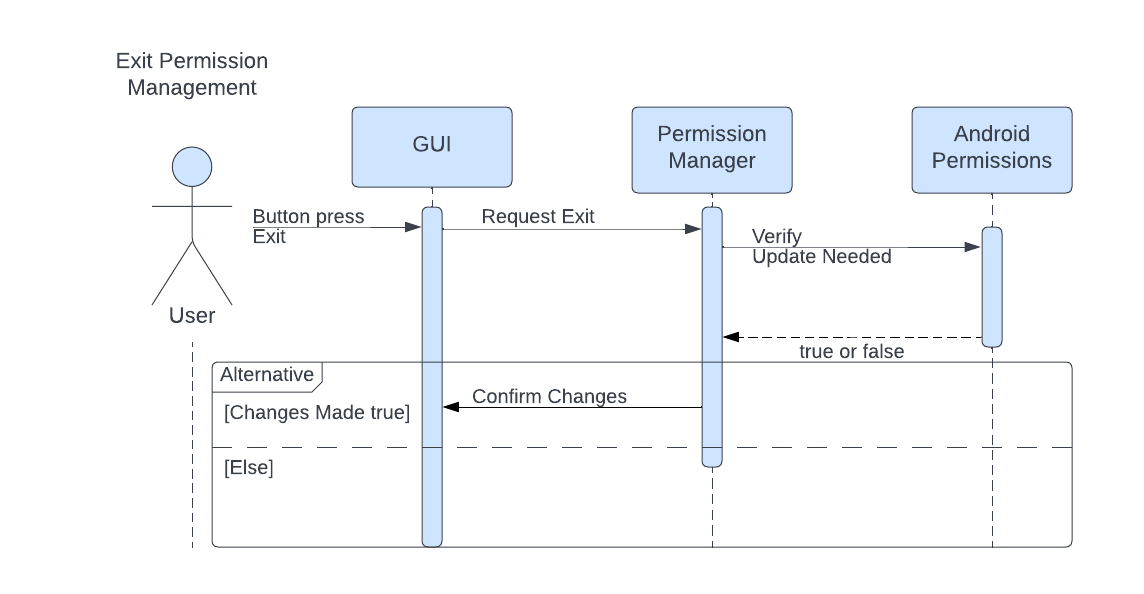 Exit Permission
Management
GUI
Permission
Manager
Android
Permissions
Button press
Exit
Request Exit
Verify
Update Needed
User
true or false
Alternative
Confirm Changes
[Changes Made true]
[Else]